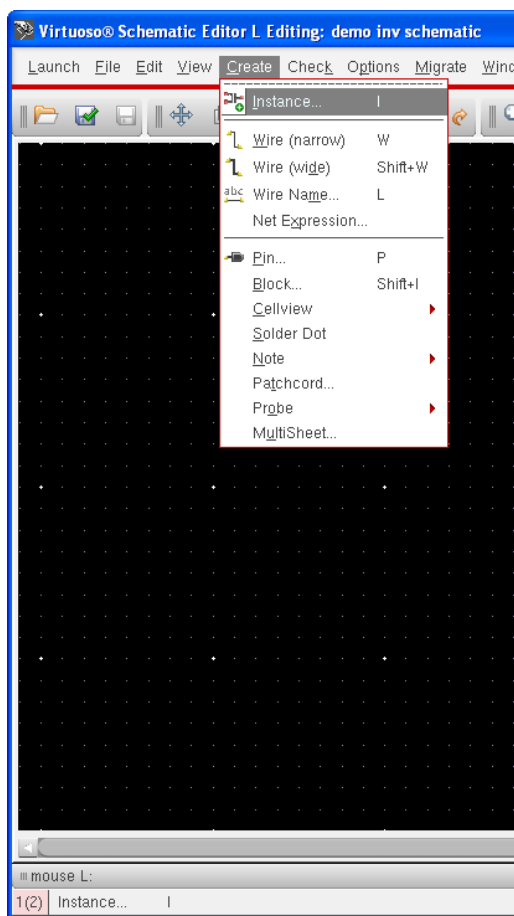 Virtuoso® Schematic Editor L Editing: demo inv schematic
Launch File Edit View Create Check Options Migrate Wind
Instance... I
Wire (narrow) W
Wire (wide) Shift+W
abc Wire Name... L
Net Expression...
Pin... P
Block... Shift+I
Cellview
Solder Dot
Note
Patchcord...
Probe
MultiSheet...
mouse L:
1(2) Instance... I